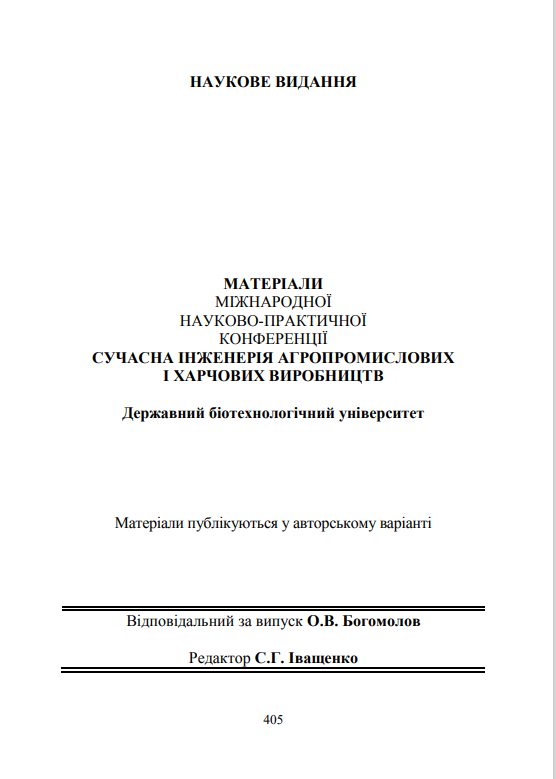 НАУКОВЕ ВИДАННЯ
МАТЕРІАЛИ
МІЖНАРОДНОЇ
НАУКОВО-ПРАКТИЧНОЇ
КОНФЕРЕНЦІЇ
СУЧАСНА ІНЖЕНЕРІЯ АГРОПРОМИСЛОВИХ
І ХАРЧОВИХ ВИРОБНИЦТВ
Державний біотехнологічний університет
Матеріали публікуються у авторському варіанті
Відповідальний за випуск О.В. Богомолов
Редактор С.Г. Іващенко
405